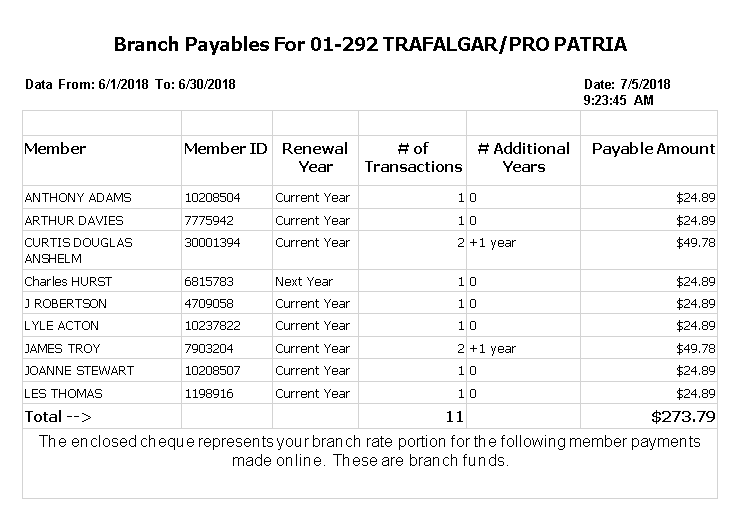 Branch Payables For 01-292 TRAFALGAR/PRO PATRIA
Data From: 6/1/2018 To: 6/30/2018 Date: 7/5/2018
9:23:45 AM
Member Member ID Renewal Year # of Transactions # Additional Years Payable Amount
ANTHONY ADAMS 10208504 Current Year 1 0 $24.89
ARTHUR DAVIES 7775942 Current Year 1 0 $24.89
CURTIS DOUGLAS ANSHELM 30001394 Current Year 2 +1 year $49.78
Charles HURST 6815783 Next Year 1 0 $24.89
J ROBERTSON 4709058 Current Year 1 0 $24.89
LYLE ACTON 10237822 Current Year 1 0 $24.89
JAMES TROY 7903204 Current Year 2 +1 year $49.78
JOANNE STEWART 10208507 Current Year 1 0 $24.89
LES THOMAS 1198916 Current Year 1 0 $24.89
Total --> 11 $273.79
The enclosed cheque represents your branch rate portion for the following member payments
made online. These are branch funds.